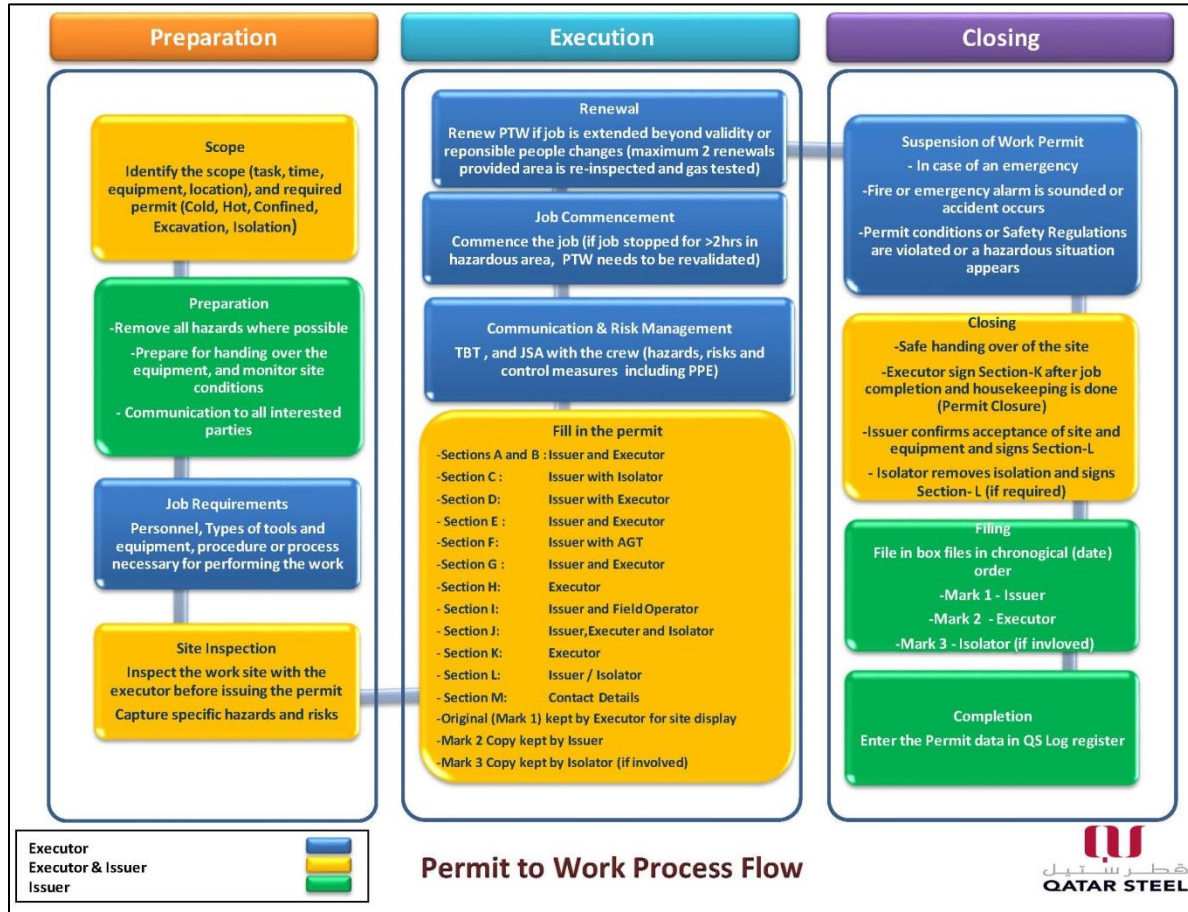 Preparation
Execution
Closing
Scope
Identify the scope (task, time,
equipment, location), and required
permit (Cold, Hot, Confined,
Excavation, Isolation)
Preparation
-Remove all hazards where possible
-Prepare for handing over the
equipment, and monitor site
conditions
- Communication to all interested
parties
Job Requirements
Personnel, Types of tools and
equipment, procedure or process
necessary for performing the work
Site Inspection
Inspect the work site with the
executor before issuing the permit
Capture specific hazards and risks
Renewal
Renew PTW if job is extended beyond validity or
reponsible people changes (maximum 2 renewals
provided area is re-inspected and gas tested)
Job Commencement
Commence the job (if job stopped for >2hrs in
hazardous area, PTW needs to be revalidated)
Communication & Risk Management
TBT , and JSA with the crew (hazards, risks and
control measures including PPE)
Fill in the permit
-Sections A and B : Issuer and Executor
-Section C : Issuer with Isolator
-Section D: Issuer with Executor
- Section E : Issuer and Executor
-Section F: Issuer with AGT
-Section G : Issuer and Executor
-Section H: Executor
- Section I: Issuer and Field Operator
- Section J: Issuer,Executer and Isolator
- Section K: Executor
- Section L: Issuer / Isolator
- Section M: Contact Details
-Original (Mark 1) kept by Executor for site display
-Mark 2 Copy kept by Issuer
-Mark 3 Copy kept by Isolator (if involved)
Suspension of Work Permit
- In case of an emergency
-Fire or emergency alarm is sounded or
accident occurs
-Permit conditions or Safety Regulations
are violated or a hazardous situation
appears
Closing
-Safe handing over of the site
-Executor sign Section-K after job
completion and housekeeping is done
(Permit Closure)
-Issuer confirms acceptance of site and
equipment and signs Section-L
- Isolator removes isolation and signs
Section- L (if required)
Filing
File in box files in chronogical (date)
order
-Mark 1 - Issuer
-Mark 2 - Executor
-Mark 3 - Isolator (if invloved)
Completion
Enter the Permit data in QS Log register
Executor
Executor & Issuer
Issuer
Permit to Work Process Flow
قطر ستيل
QATAR STEEL